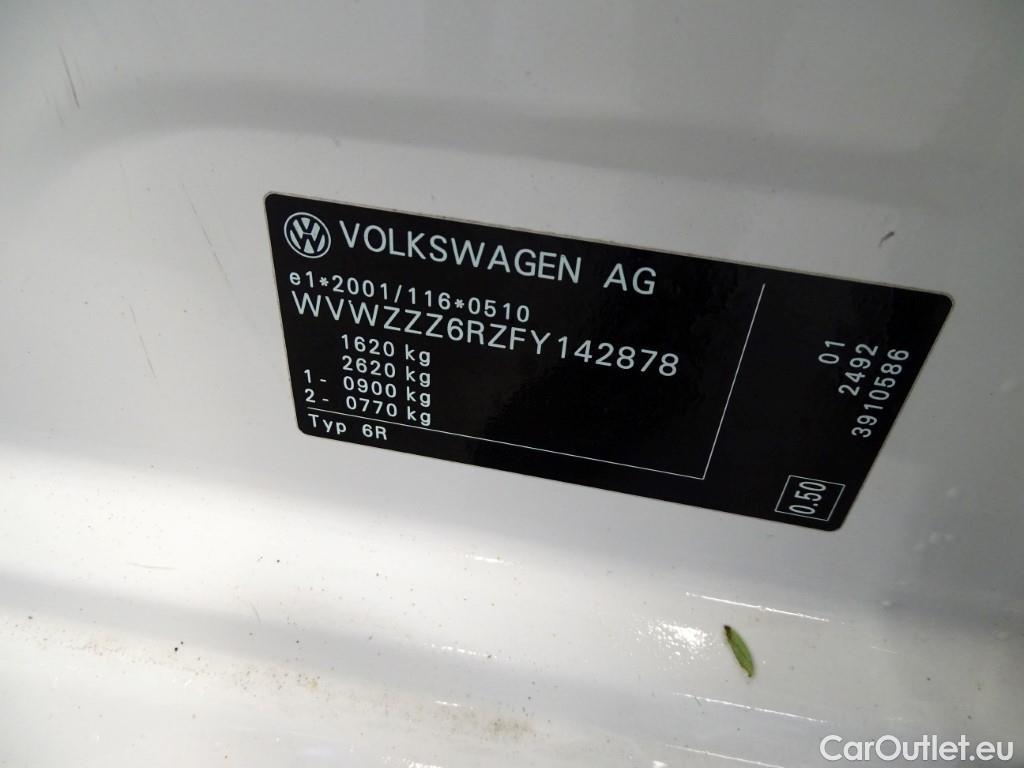 VOLKSWAGEN AG
e1*2001/116*0510
WVWZZZ6RZFY142878
1620 kg
2620 kg
1- 0900 kg
2- 0770 kg
Typ 6R
01
2492
3910586
0.50
CarOutlet.eu